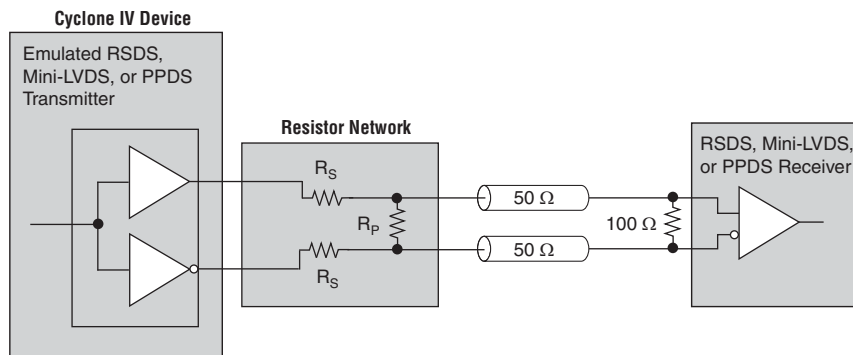 Cyclone IV Device
Emulated RSDS,
Mini-LVDS, or PPDS
Transmitter
Resistor Network
RS
RP
RS
50 Ω
50 Ω
100 Ω
RSDS, Mini-LVDS,
or PPDS Receiver